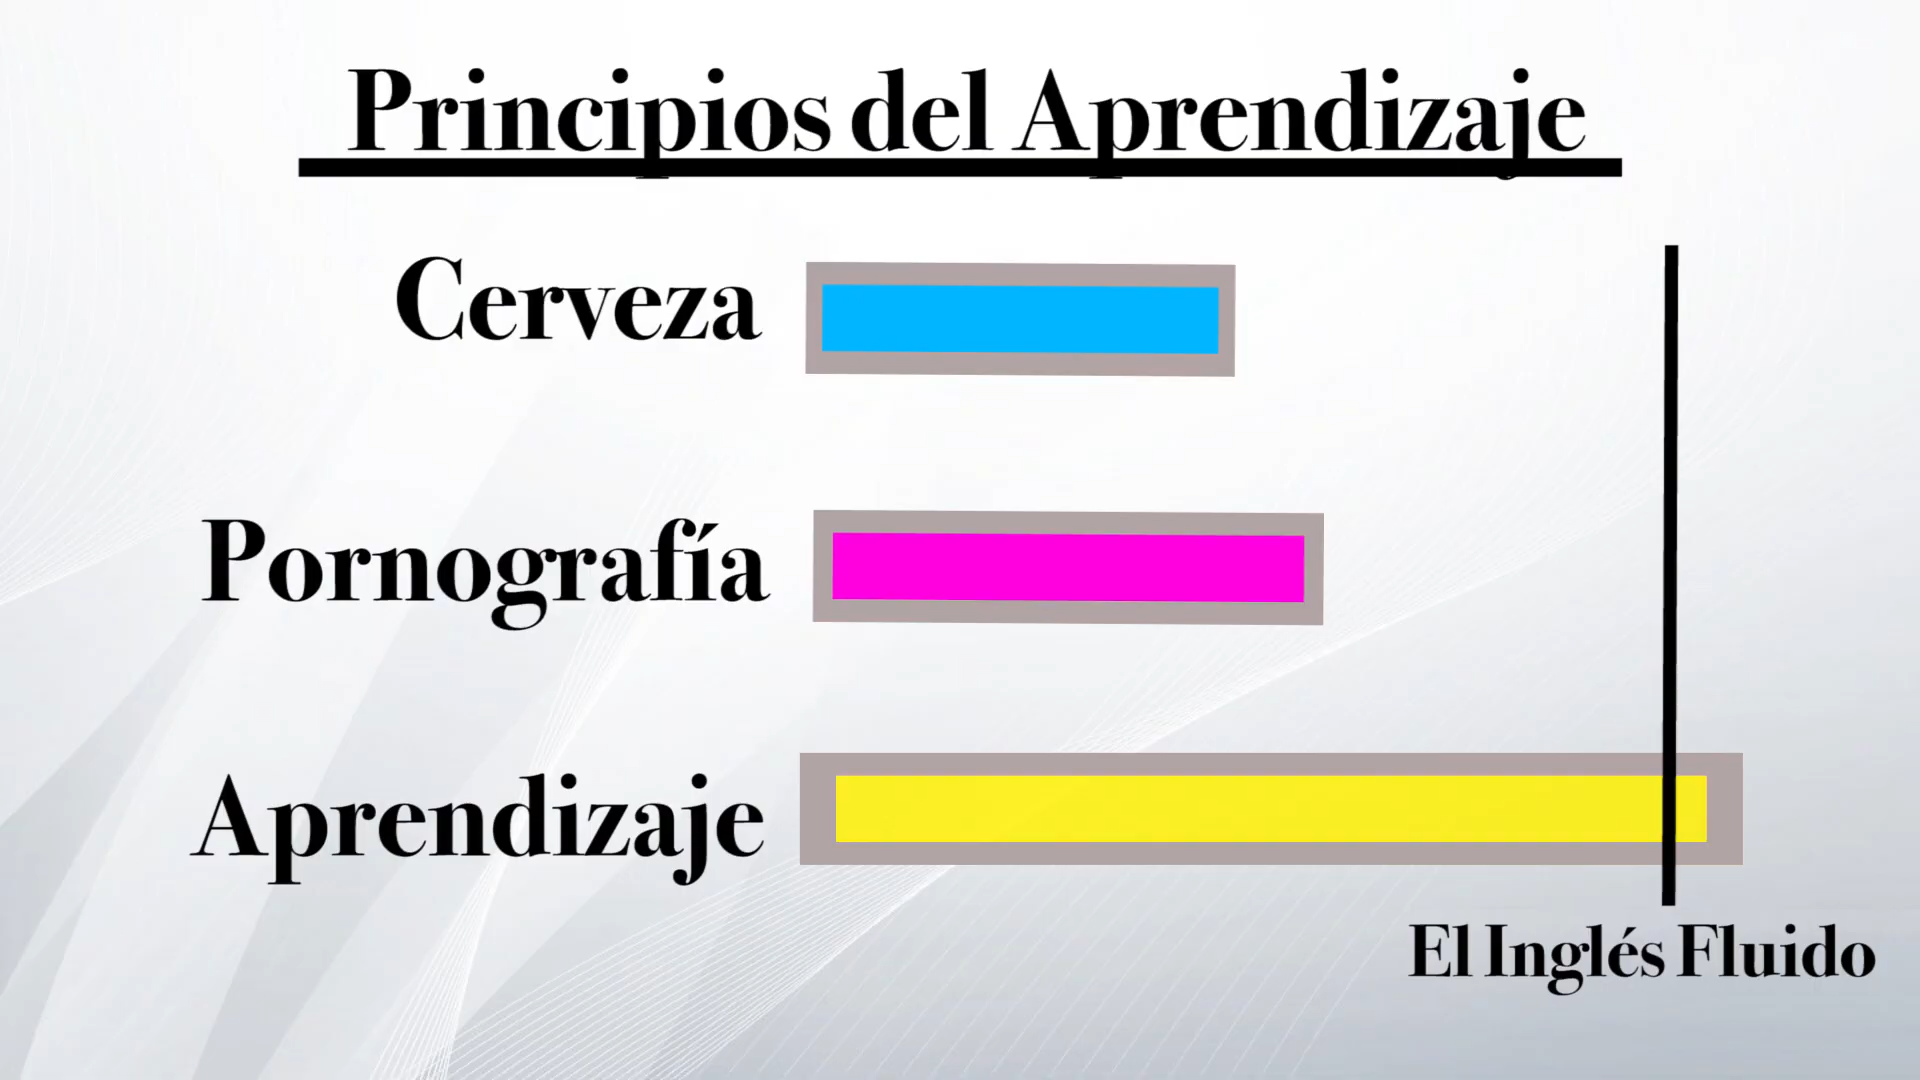 Principios del Aprendizaje
Cerveza
Pornografía
Aprendizaje
El Inglés Fluido